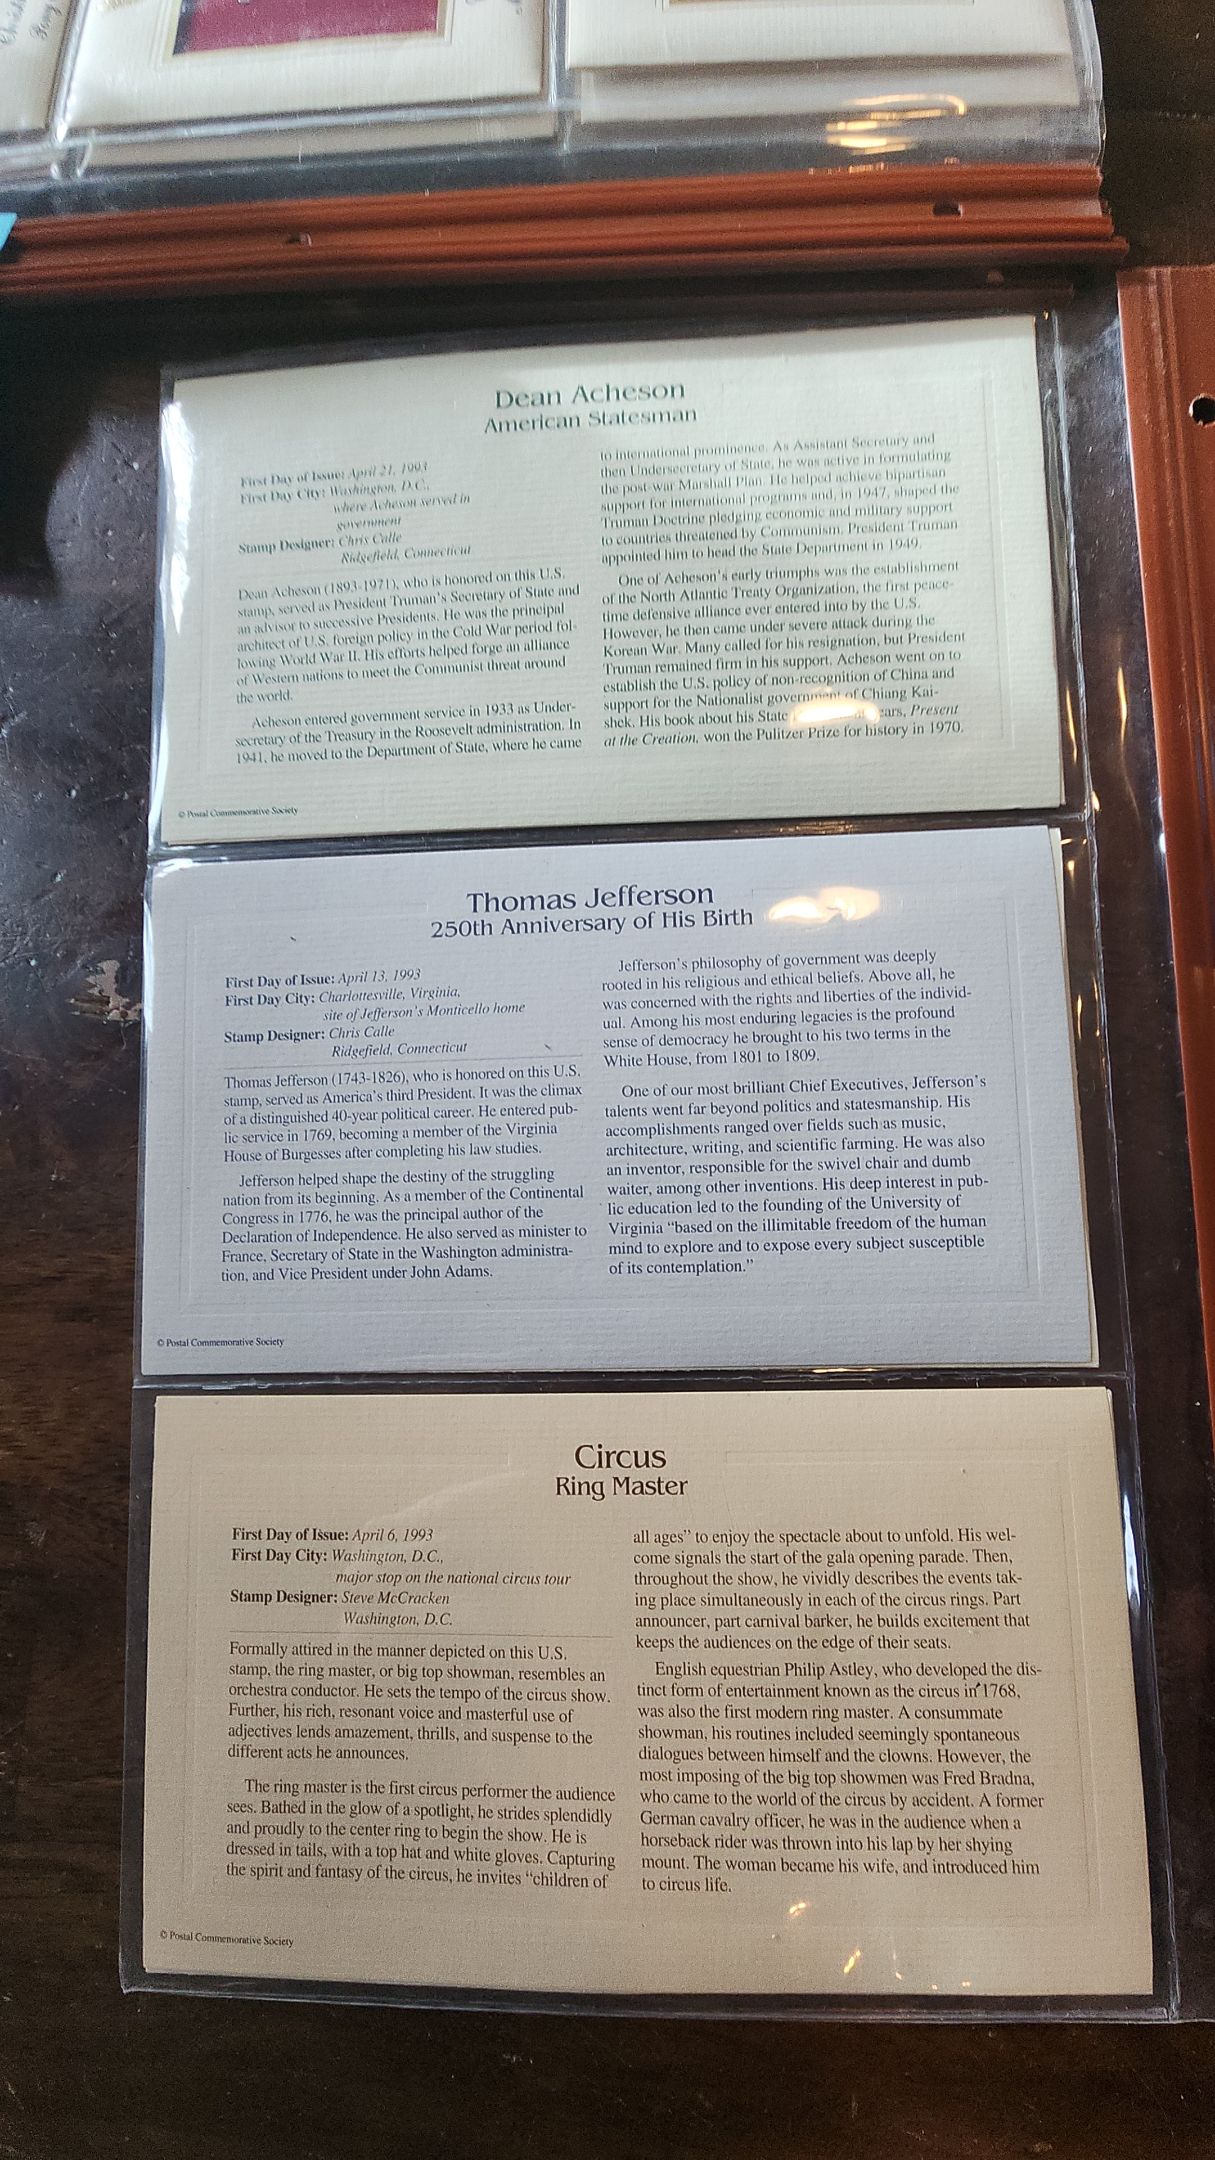 Dean Acheson
American Statesman
First Day of Issue: April 21, 1993
First Day City: Washington, D.C.,
where Acheson served in
government
Stamp Designer: Chris Calle
Ridgefield, Connecticut
Dean Acheson (1893-1971), who is honored on this U.S.
stamp, served as President Truman's Secretary of State and
an advisor to successive Presidents. He was the principal
architect of U.S. foreign policy in the Cold War period fol-
lowing World War II. His efforts helped forge an alliance
of Western nations to meet the Communist threat around
the world.
Acheson entered government service in 1933 as Under-
secretary of the Treasury in the Roosevelt administration. In
1941, he moved to the Department of State, where he came
to international prominence. As Assistant Secretary and
then Undersecretary of State, he was active in formulating
the post-war Marshall Plan. He helped achieve bipartisan
support for international programs and, in 1947, shaped the
Truman Doctrine pledging economic and military support
to countries threatened by Communism. President Truman
appointed him to head the State Department in 1949.
One of Acheson's early triumphs was the establishment
of the North Atlantic Treaty Organization, the first peace-
time defensive alliance ever entered into by the U.S.
However, he then came under severe attack during the
Korean War. Many called for his resignation, but President
Truman remained firm in his support. Acheson went on to
establish the U.S. policy of non-recognition of China and
support for the Nationalist government of Chiang Kai-
shek. His book about his State Present
at the Creation, won the Pulitzer Prize for history in 1970.
© Postal Commemorative Society
Thomas Jefferson
250th Anniversary of His Birth
First Day of Issue: April 13, 1993
First Day City: Charlottesville, Virginia,
site of Jefferson's Monticello home
Stamp Designer: Chris Calle
Ridgefield, Connecticut
Thomas Jefferson (1743-1826), who is honored on this U.S.
stamp, served as America's third President. It was the climax
of a distinguished 40-year political career. He entered pub-
lic service in 1769, becoming a member of the Virginia
House of Burgesses after completing his law studies.
Jefferson helped shape the destiny of the struggling
nation from its beginning. As a member of the Continental
Congress in 1776, he was the principal author of the
Declaration of Independence. He also served as minister to
France, Secretary of State in the Washington administra-
tion, and Vice President under John Adams.
Jefferson's philosophy of government was deeply
rooted in his religious and ethical beliefs. Above all, he
was concerned with the rights and liberties of the individ-
ual. Among his most enduring legacies is the profound
sense of democracy he brought to his two terms in the
White House, from 1801 to 1809.
One of our most brilliant Chief Executives, Jefferson's
talents went far beyond politics and statesmanship. His
accomplishments ranged over fields such as music,
architecture, writing, and scientific farming. He was also
an inventor, responsible for the swivel chair and dumb
waiter, among other inventions. His deep interest in pub-
lic education led to the founding of the University of
Virginia “based on the illimitable freedom of the human
mind to explore and to expose every subject susceptible
of its contemplation.”
© Postal Commemorative Society
Circus
Ring Master
First Day of Issue: April 6, 1993
First Day City: Washington, D.C.,
major stop on the national circus tour
Stamp Designer: Steve McCracken
Washington, D.C.
Formally attired in the manner depicted on this U.S.
stamp, the ring master, or big top showman, resembles an
orchestra conductor. He sets the tempo of the circus show.
Further, his rich, resonant voice and masterful use of
adjectives lends amazement, thrills, and suspense to the
different acts he announces.
The ring master is the first circus performer the audience
sees. Bathed in the glow of a spotlight, he strides splendidly
and proudly to the center ring to begin the show. He is
dressed in tails, with a top hat and white gloves. Capturing
the spirit and fantasy of the circus, he invites “children of
all ages” to enjoy the spectacle about to unfold. His wel-
come signals the start of the gala opening parade. Then,
throughout the show, he vividly describes the events tak-
ing place simultaneously in each of the circus rings. Part
announcer, part carnival barker, he builds excitement that
keeps the audiences on the edge of their seats.
English equestrian Philip Astley, who developed the dis-
tinct form of entertainment known as the circus in 1768,
was also the first modern ring master. A consummate
showman, his routines included seemingly spontaneous
dialogues between himself and the clowns. However, the
most imposing of the big top showmen was Fred Bradna,
who came to the world of the circus by accident. A former
German cavalry officer, he was in the audience when a
horseback rider was thrown into his lap by her shying
mount. The woman became his wife, and introduced him
to circus life.
© Postal Commemorative Society